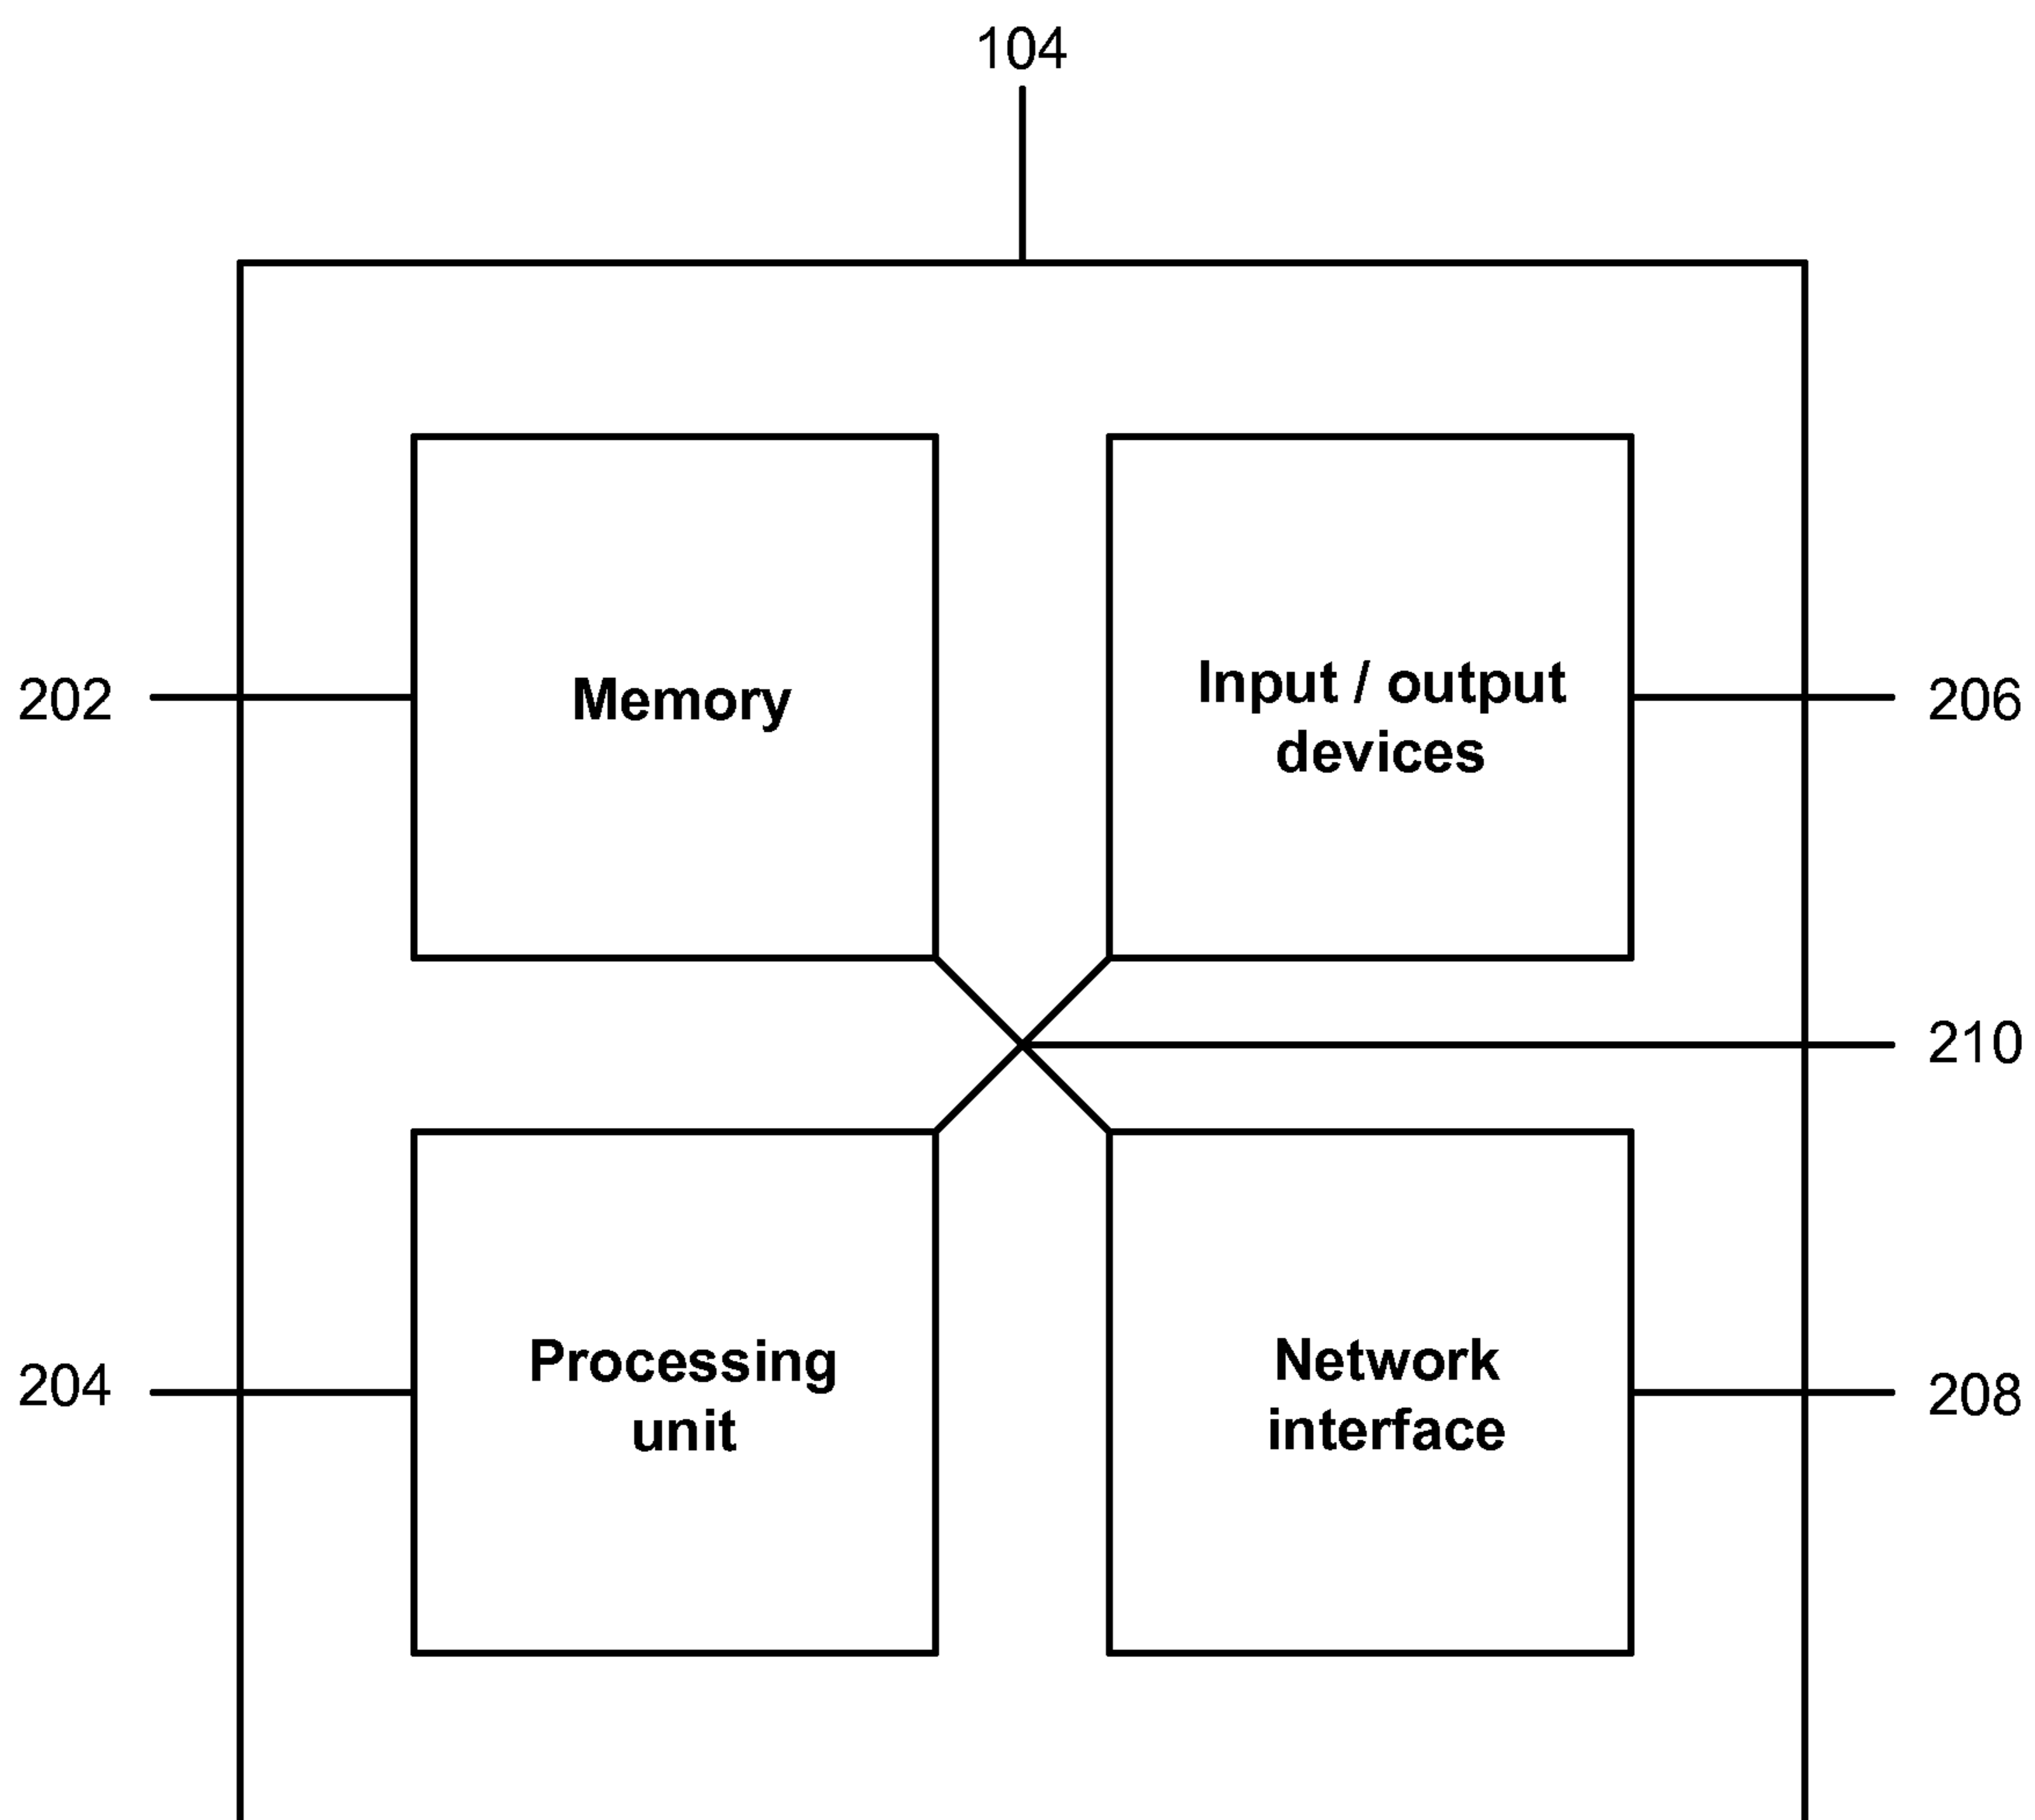 104
202
Memory
Input / output
devices
206
210
204
Processing
unit
Network
interface
208